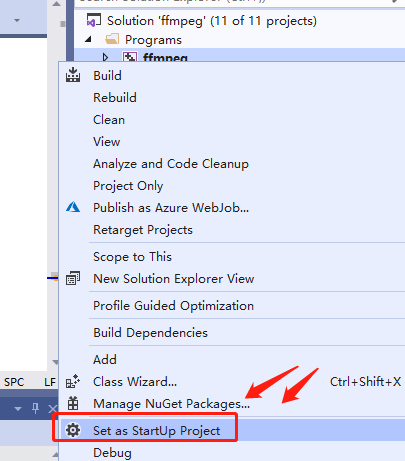 Solution 'ffmpeg' (11 of 11 projects)
Programs
ffmpeg
Build
Rebuild
Clean
View
Analyze and Code Cleanup
Project Only
Publish as Azure WebJob...
Retarget Projects
Scope to This
New Solution Explorer View
Profile Guided Optimization
Build Dependencies
Add
SPC LF
Class Wizard... Ctrl+Shift+X
Manage NuGet Packages...
Set as StartUp Project
Debug